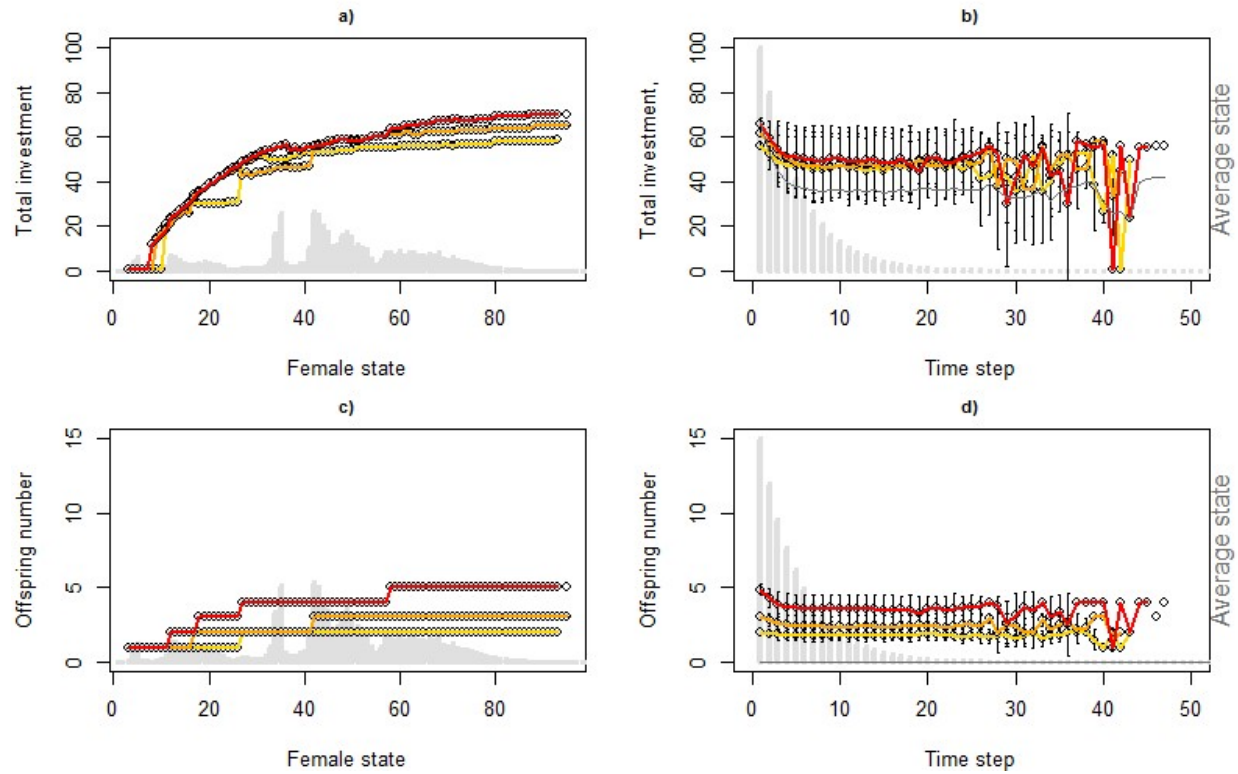 a)
Total investment
100
80
60
40
20
0
0 20 40 60 80
Female state
b)
Total investment,
100
80
60
40
20
0
0 10 20 30 40 50
Time step
Average state
c)
Offspring number
15
10
5
0
0 20 40 60 80
Female state
d)
Offspring number
15
10
5
0
0 10 20 30 40 50
Time step
Average state